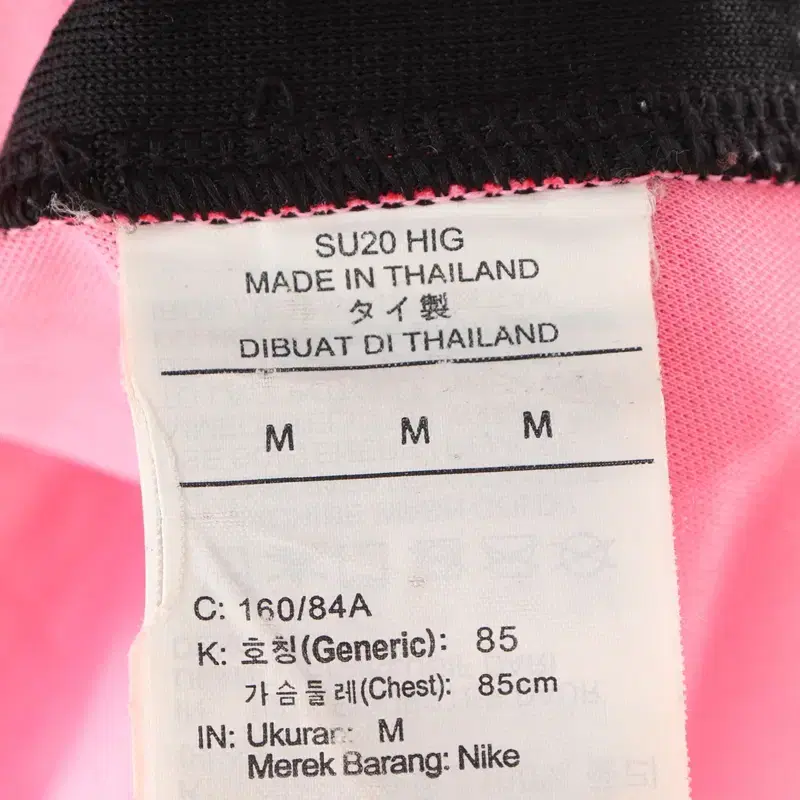 SU20 HIG
MADE IN THAILAND
タイ製
DIBUAT DI THAILAND
M M M
C: 160/84A
K: 호칭(Generic): 85
가슴둘레(Chest): 85cm
IN: Ukuran: M
Merek Barang: Nike